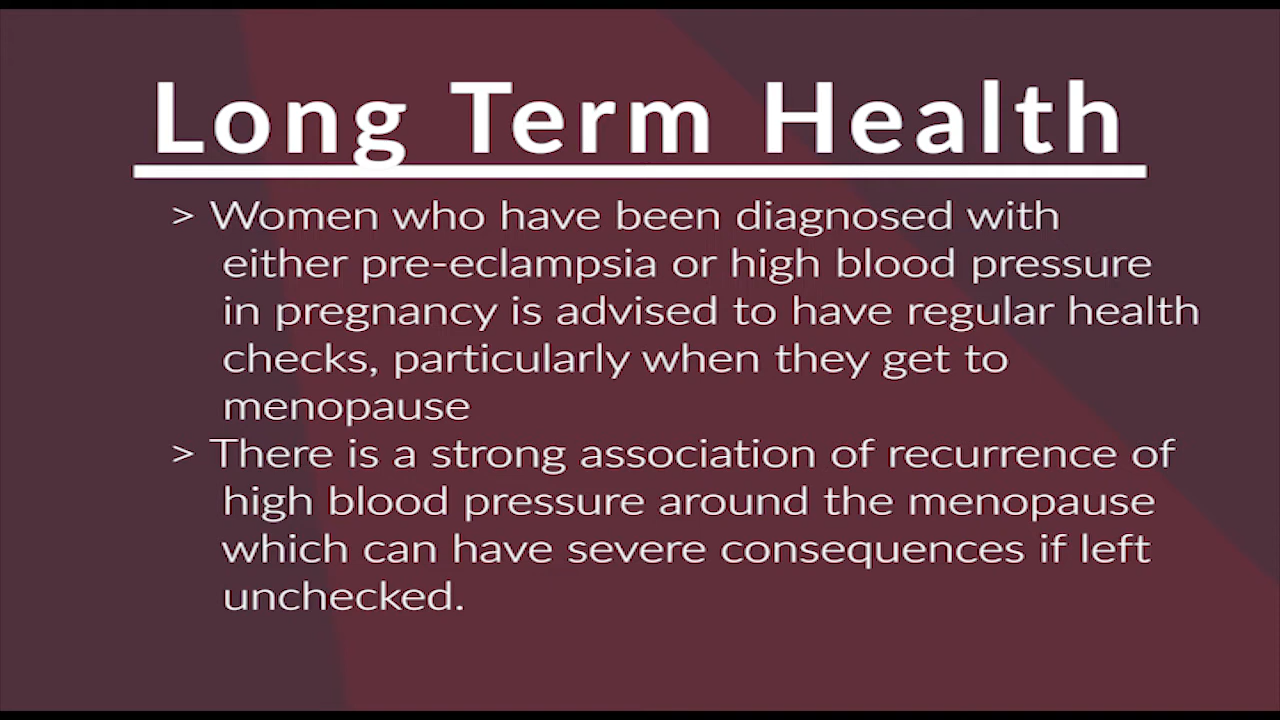 Long Term Health
> Women who have been diagnosed with
either pre-eclampsia or high blood pressure
in pregnancy is advised to have regular health
checks, particularly when they get to
menopause
> There is a strong association of recurrence of
high blood pressure around the menopause
which can have severe consequences if left
unchecked.